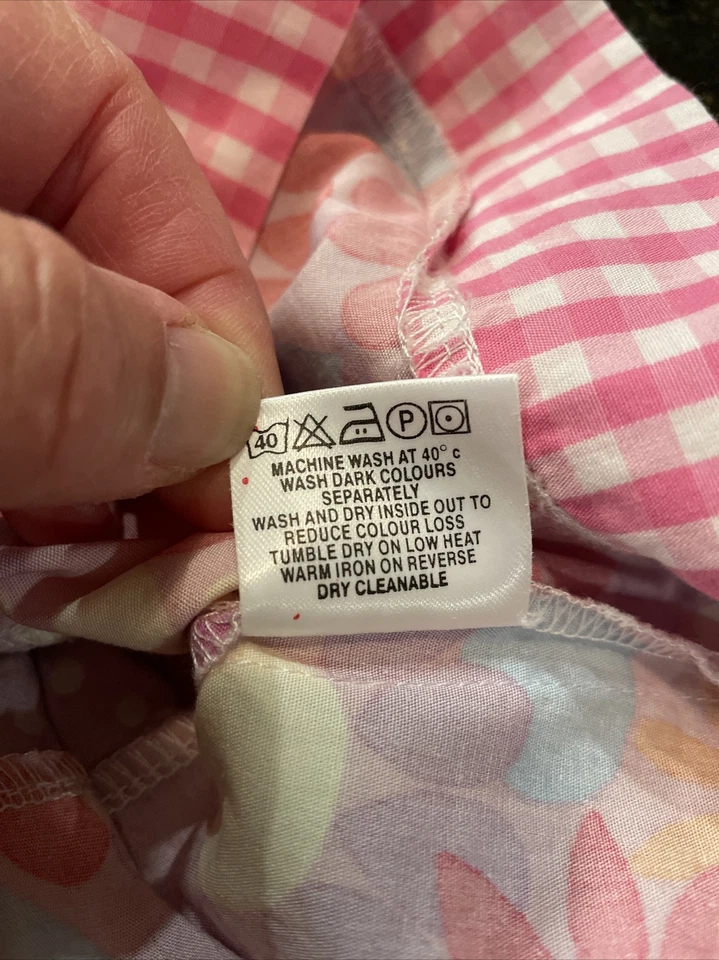 40 P
MACHINE WASH AT 40° c
WASH DARK COLOURS
SEPARATELY
WASH AND DRY INSIDE OUT TO
REDUCE COLOUR LOSS
TUMBLE DRY ON LOW HEAT
WARM IRON ON REVERSE
DRY CLEANABLE